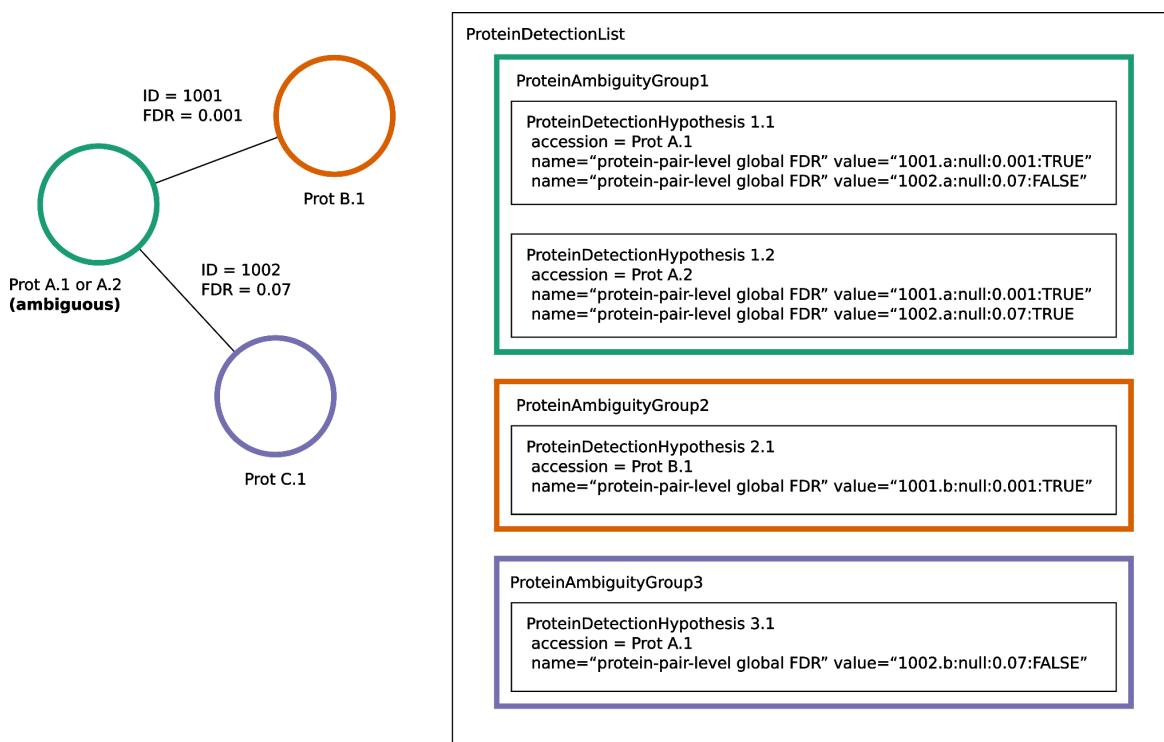 ID = 1001
FDR = 0.001
Prot B.1
Prot A.1 or A.2
(ambiguous)
ID = 1002
FDR = 0.07
Prot C.1
ProteinDetectionList
ProteinAmbiguityGroup1
ProteinDetectionHypothesis 1.1
accession = Prot A.1
name=“protein-pair-level global FDR” value=“1001.a:null:0.001:TRUE”
name=“protein-pair-level global FDR” value=“1002.a:null:0.07:FALSE”
ProteinDetectionHypothesis 1.2
accession = Prot A.2
name=“protein-pair-level global FDR” value=“1001.a:null:0.001:TRUE”
name=“protein-pair-level global FDR” value=“1002.a:null:0.07:TRUE
ProteinAmbiguityGroup2
ProteinDetectionHypothesis 2.1
accession = Prot B.1
name=“protein-pair-level global FDR” value=“1001.b:null:0.001:TRUE”
ProteinAmbiguityGroup3
ProteinDetectionHypothesis 3.1
accession = Prot A.1
name=“protein-pair-level global FDR” value=“1002.b:null:0.07:FALSE”